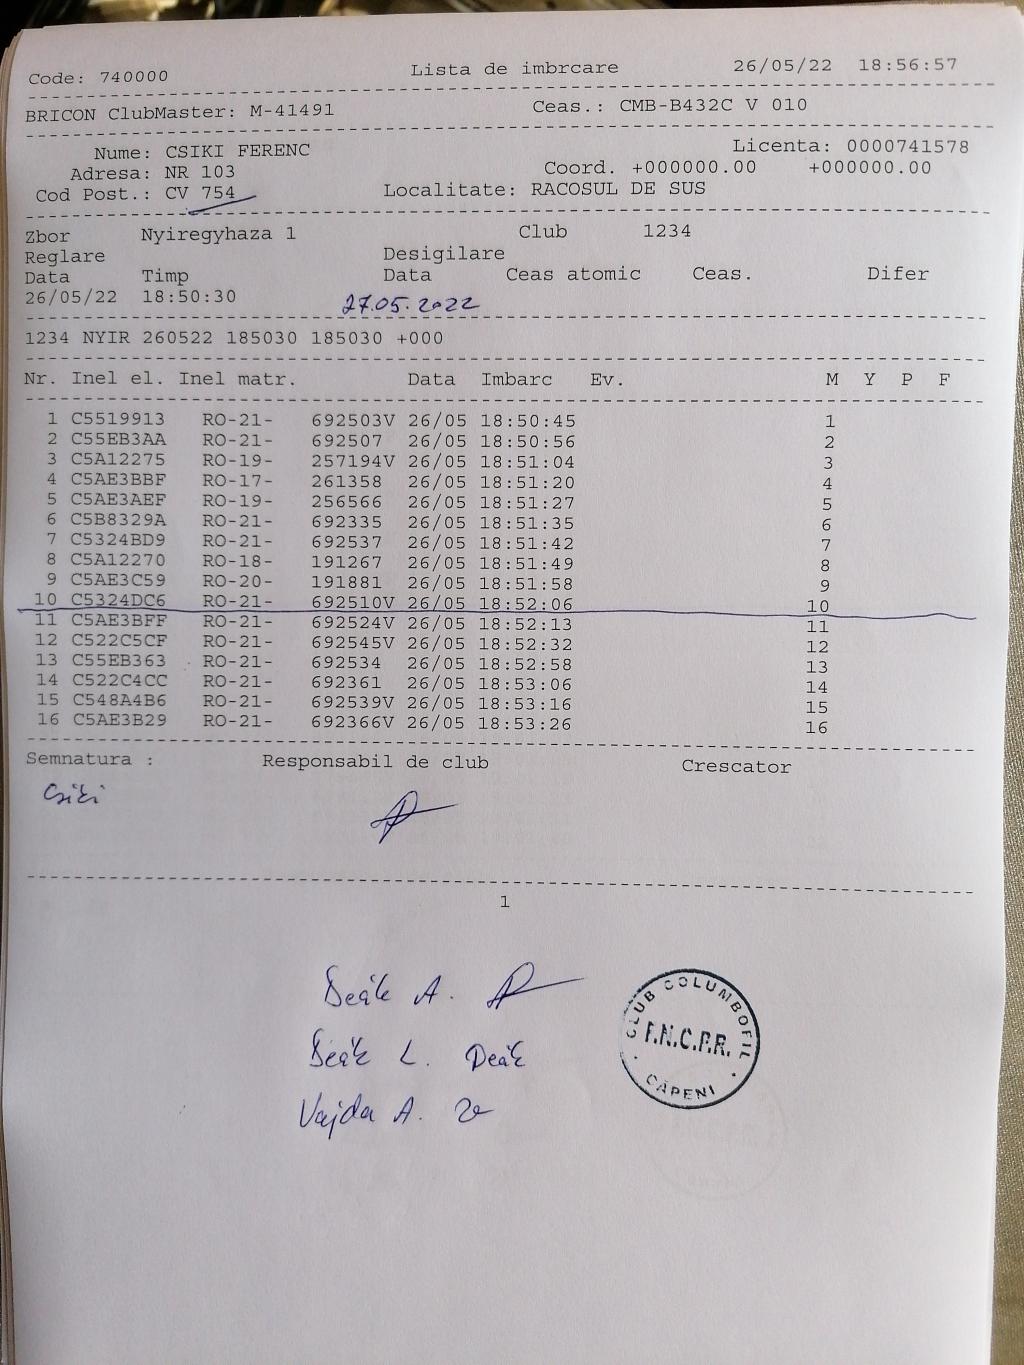 Code: 740000 Lista de imbrcare 26/05/22 18:56:57
BRICON ClubMaster: M-41491 Ceas.: CMB-B432C V 010
Nume: CSIKI FERENC Licenta: 0000741578
Adresa: NR 103 Coord. +000000.00 +000000.00
Cod Post.: CV 754 Localitate: RACOSUL DE SUS
Zbor Nyiregyhaza 1 Club 1234
Reglare Desigilare
Data Timp Data Ceas atomic Ceas. Difer
26/05/22 18:50:30 27.05.2022
1234 NYIR 260522 185030 185030 +000
Nr. Inel el. Inel matr. Data Imbarc Ev. M Y P F
1 C5519913 RO-21- 692503V 26/05 18:50:45 1
2 C55EB3AA RO-21- 692507 26/05 18:50:56 2
3 C5A12275 RO-19- 257194V 26/05 18:51:04 3
4 C5AE3BBF RO-17- 261358 26/05 18:51:20 4
5 C5AE3AEF RO-19- 256566 26/05 18:51:27 5
6 C5B8329A RO-21- 692335 26/05 18:51:35 6
7 C5324BD9 RO-21- 692537 26/05 18:51:42 7
8 C5A12270 RO-18- 191267 26/05 18:51:49 8
9 C5AE3C59 RO-20- 191881 26/05 18:51:58 9
10 C5324DC6 RO-21- 692510V 26/05 18:52:06 10
11 C5AE3BFF RO-21- 692524V 26/05 18:52:13 11
12 C522C5CF RO-21- 692545V 26/05 18:52:32 12
13 C55EB363 RO-21- 692534 26/05 18:52:58 13
14 C522C4CC RO-21- 692361 26/05 18:53:06 14
15 C548A4B6 RO-21- 692539V 26/05 18:53:16 15
16 C5AE3B29 RO-21- 692366V 26/05 18:53:26 16
Semnatura : Responsabil de club Crescator
Csiki
1
Deák A.
Deák L. Deák
Vajda A.
CLUB COLUMBOFIL
F.N.C.P.R.
CĂPENI